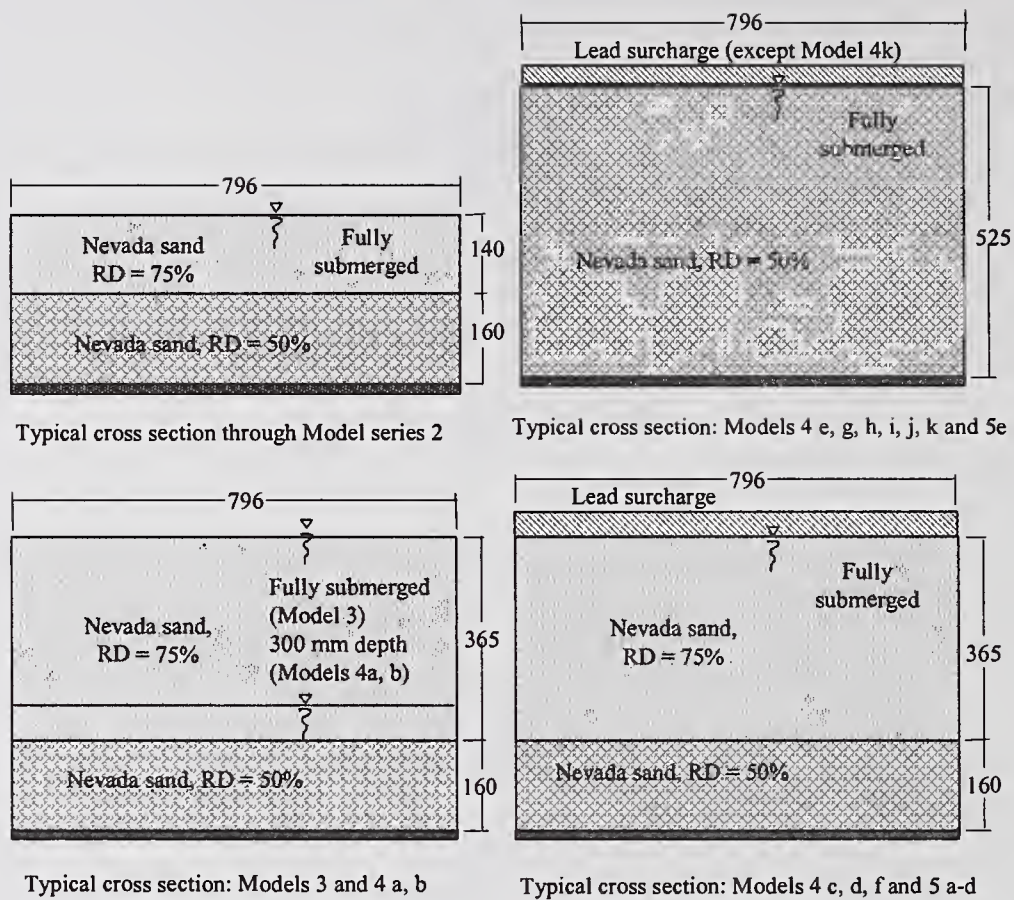 796
Nevada sand
RD = 75%
Fully
submerged
140
Nevada sand, RD = 50%
160
Typical cross section through Model series 2
796
Lead surcharge (except Model 4k)
Fully
submerged
Nevada sand, RD = 50%
525
Typical cross section: Models 4 e, g, h, i, j, k and 5e
796
Nevada sand,
RD = 75%
Fully submerged
(Model 3)
300 mm depth
(Models 4a, b)
365
Nevada sand, RD = 50%
160
Typical cross section: Models 3 and 4 a, b
796
Lead surcharge
Fully
submerged
Nevada sand,
RD = 75%
365
Nevada sand, RD = 50%
160
Typical cross section: Models 4 c, d, f and 5 a-d